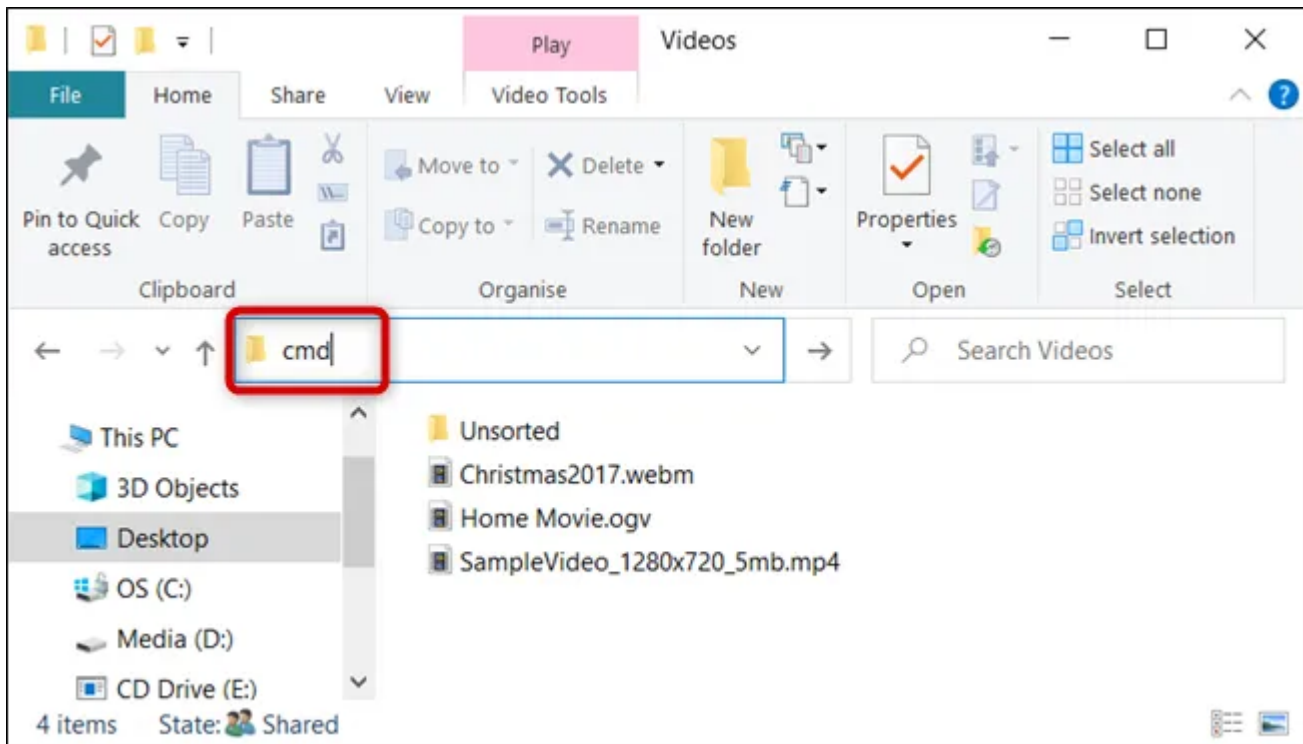 Play
Videos
File
Home
Share
View
Video Tools
?
Pin to Quick
access
Copy
Paste
Move to
Copy to
Delete
Rename
New
folder
Properties
Select all
Select none
Invert selection
Clipboard
Organise
New
Open
Select
cmd
Search Videos
This PC
3D Objects
Desktop
OS (C:)
Media (D:)
CD Drive (E:)
Unsorted
Christmas2017.webm
Home Movie.ogv
SampleVideo_1280x720_5mb.mp4
4 items
State:
Shared